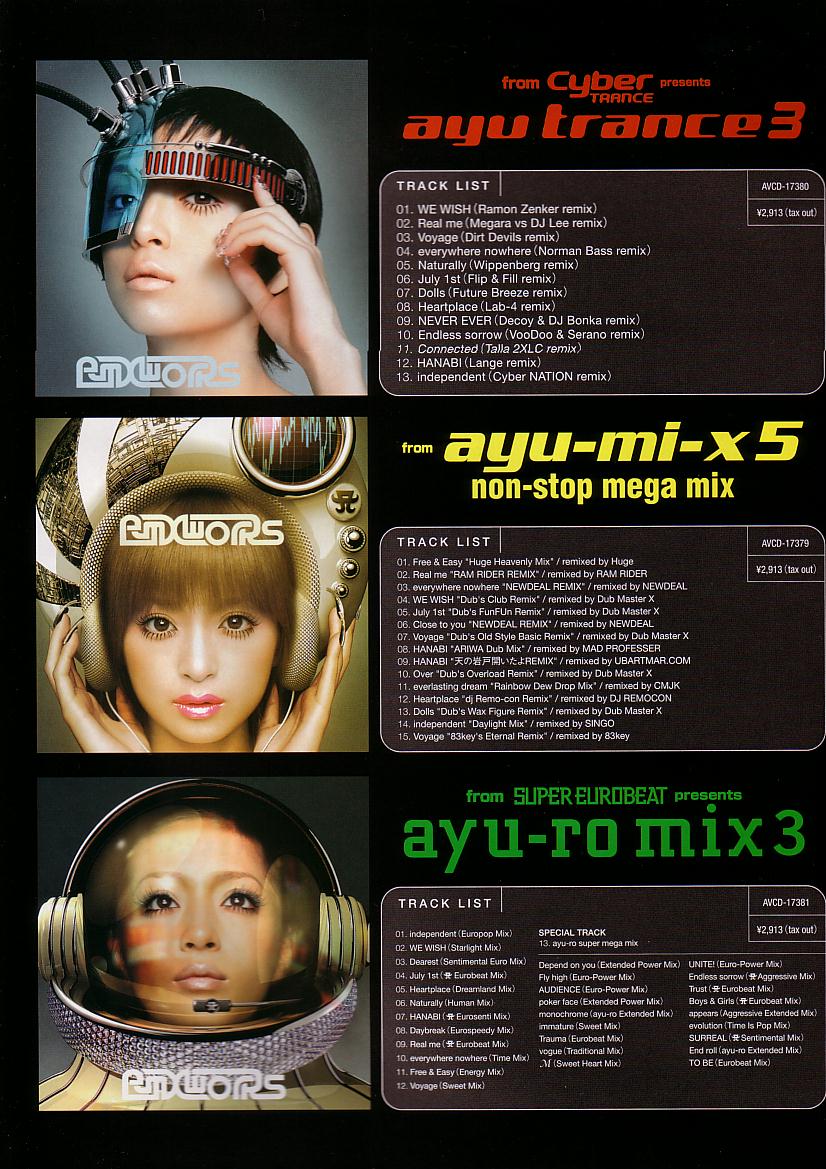 from Cyber TRANCE presents
ayu trance 3
TRACK LIST
AVCD-17380
¥2,913 (tax out)
01. WE WISH (Ramon Zenker remix)
02. Real me (Megara vs DJ Lee remix)
03. Voyage (Dirt Devils remix)
04. everywhere nowhere (Norman Bass remix)
05. Naturally (Wippenberg remix)
06. July 1st (Flip & Fill remix)
07. Dolls (Future Breeze remix)
08. Heartplace (Lab-4 remix)
09. NEVER EVER (Decoy & DJ Bonka remix)
10. Endless sorrow (VooDoo & Serano remix)
11. Connected (Talla 2XLC remix)
12. HANABI (Lange remix)
13. independent (Cyber NATION remix)
RMXWORKS
from ayu-mi-x 5
non-stop mega mix
RMXWORKS
TRACK LIST
AVCD-17379
¥2,913 (tax out)
01. Free & Easy "Huge Heavenly Mix" / remixed by Huge
02. Real me "RAM RIDER REMIX" / remixed by RAM RIDER
03. everywhere nowhere "NEWDEAL REMIX" / remixed by NEWDEAL
04. WE WISH "Dub's Club Remix" / remixed by Dub Master X
05. July 1st "Dub's FunFUn Remix" / remixed by Dub Master X
06. Close to you "NEWDEAL REMIX" / remixed by NEWDEAL
07. Voyage "Dub's Old Style Basic Remix" / remixed by Dub Master X
08. HANABI "ARIWA Dub Mix" / remixed by MAD PROFESSER
09. HANABI "天の岩戸開いたよREMIX" / remixed by UBARTMAR.COM
10. Over "Dub's Overload Remix" / remixed by Dub Master X
11. everlasting dream "Rainbow Dew Drop Mix" / remixed by CMJK
12. Heartplace "dj Remo-con Remix" / remixed by DJ REMOCON
13. Dolls "Dub's Wax Figure Remix" / remixed by Dub Master X
14. independent "Daylight Mix" / remixed by SINGO
15. Voyage "83key's Eternal Remix" / remixed by 83key
from SUPER EUROBEAT presents
ayu-ro mix 3
TRACK LIST
AVCD-17381
¥2,913 (tax out)
01. independent (Europop Mix)
02. WE WISH (Starlight Mix)
03. Dearest (Sentimental Euro Mix)
04. July 1st (A Eurobeat Mix)
05. Heartplace (Dreamland Mix)
06. Naturally (Human Mix)
07. HANABI (A Eurosenti Mix)
08. Daybreak (Eurospeedy Mix)
09. Real me (A Eurobeat Mix)
10. everywhere nowhere (Time Mix)
11. Free & Easy (Energy Mix)
12. Voyage (Sweet Mix)
SPECIAL TRACK
13. ayu-ro super mega mix
Depend on you (Extended Power Mix)
Fly high (Euro-Power Mix)
AUDIENCE (Euro-Power Mix)
poker face (Extended Power Mix)
monochrome (ayu-ro Extended Mix)
immature (Sweet Mix)
Trauma (Eurobeat Mix)
vogue (Traditional Mix)
M (Sweet Heart Mix)
UNITE! (Euro-Power Mix)
Endless sorrow (A Aggressive Mix)
Trust (A Eurobeat Mix)
Boys & Girls (A Eurobeat Mix)
appears (Aggressive Extended Mix)
evolution (Time Is Pop Mix)
SURREAL (A Sentimental Mix)
End roll (ayu-ro Extended Mix)
TO BE (Eurobeat Mix)
RMXWORKS